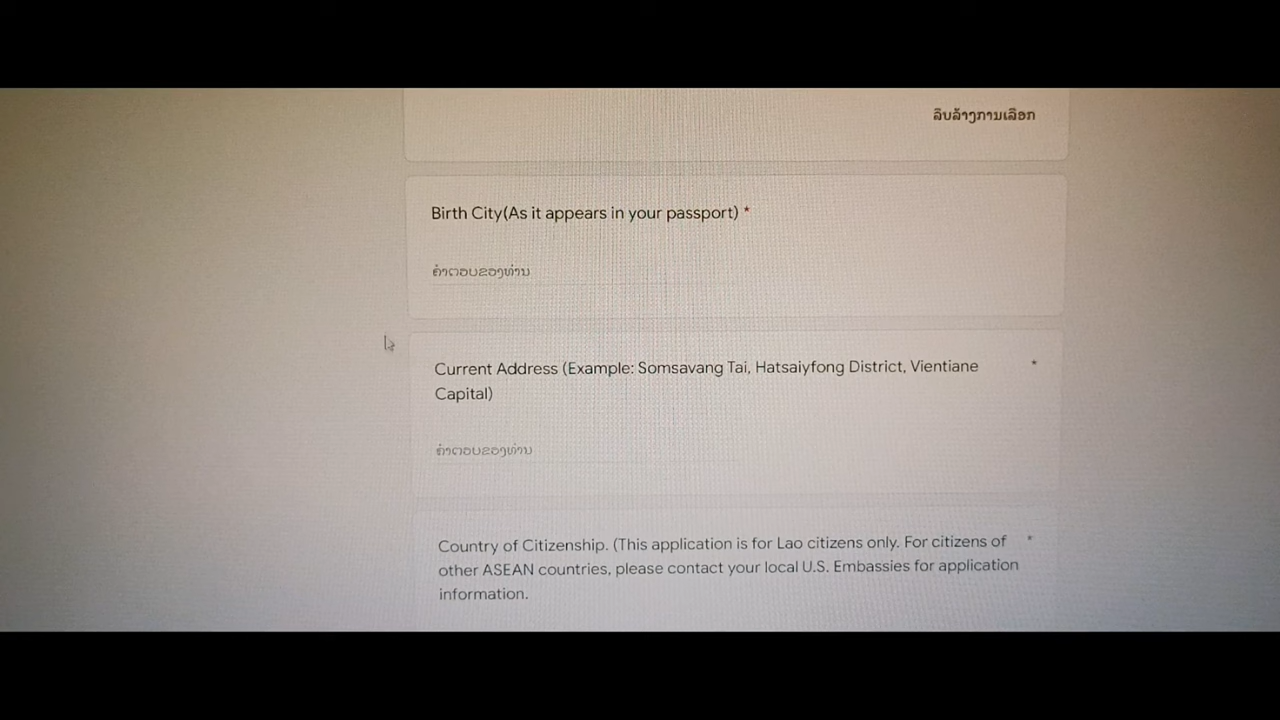 ລຶບລ້າງການເລືອກ
Birth City(As it appears in your passport) *
ຄຳຕອບຂອງທ່ານ
Current Address (Example: Somsavang Tai, Hatsaiyfong District, Vientiane *
Capital)
ຄຳຕອບຂອງທ່ານ
Country of Citizenship. (This application is for Lao citizens only. For citizens of *
other ASEAN countries, please contact your local U.S. Embassies for application
information.